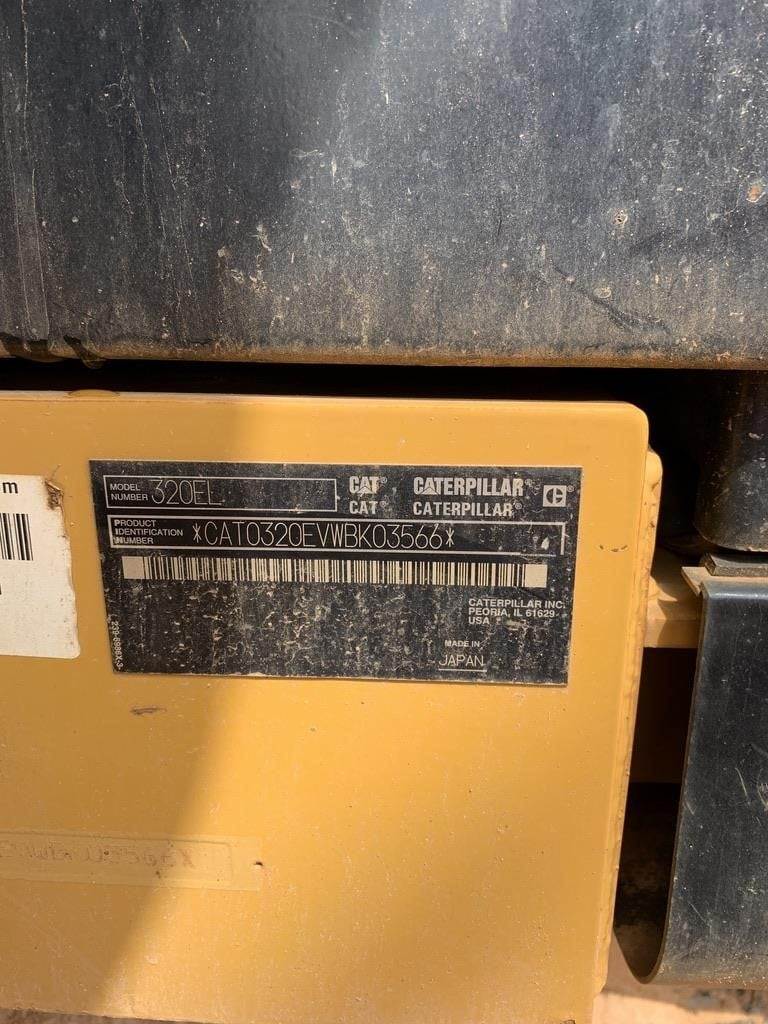 m
MODEL NUMBER 320EL
CAT® CATERPILLAR®
CAT® CATERPILLAR®
PRODUCT IDENTIFICATION NUMBER *CAT0320EVWBK03566*
CATERPILLAR INC.
PEORIA, IL 61629
USA
MADE IN
JAPAN